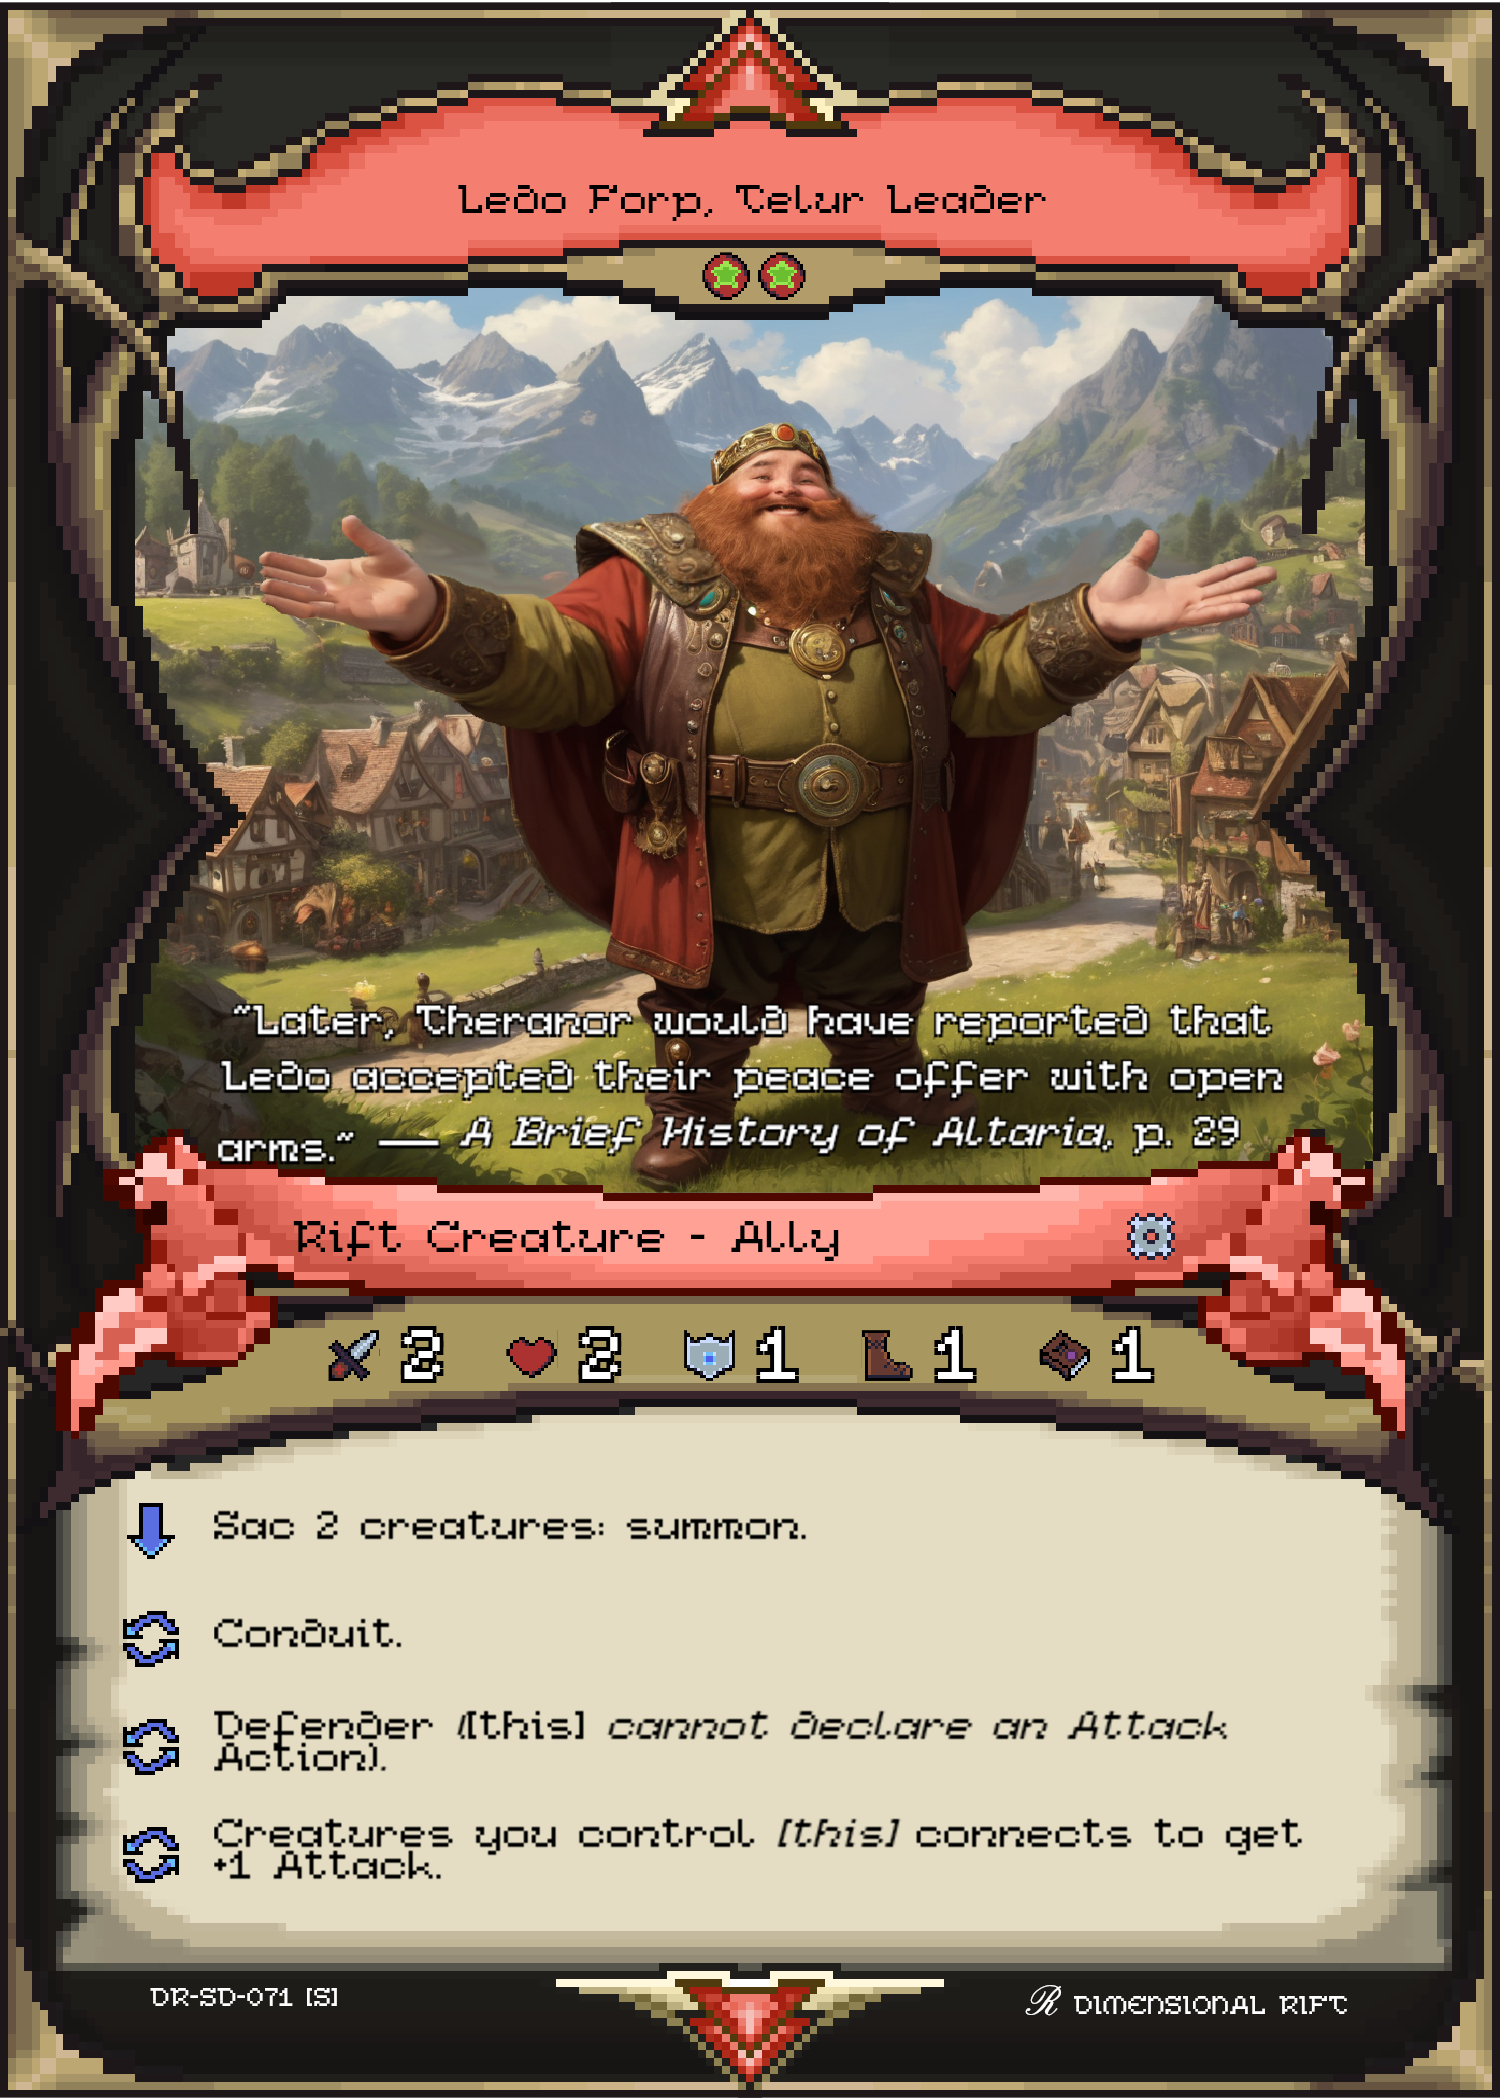 Ledo Forp, Telur Leader
"Later, Theranor would have reported that
Ledo accepted their peace offer with open
arms." — A Brief History of Altaria, p. 29
Rift Creature - Ally
2 2 1 1 1
Sac 2 creatures: summon.
Conduit.
Defender ([this] cannot declare an Attack
Action).
Creatures you control [this] connects to get
+1 Attack.
DR-SD-071 [S]
R DIMENSIONAL RIFT